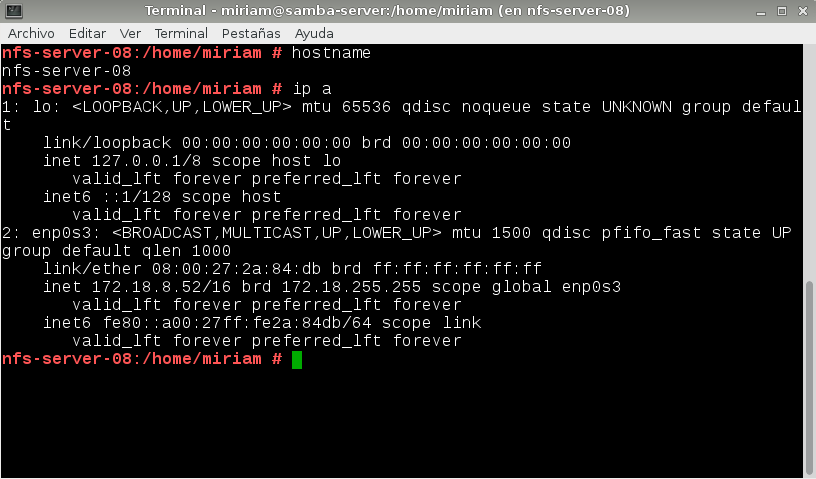 Terminal - miriam@samba-server:/home/miriam (en nfs-server-08)
Archivo Editar Ver Terminal Pestañas Ayuda
nfs-server-08:/home/miriam # hostname
nfs-server-08
nfs-server-08:/home/miriam # ip a
1: lo: <LOOPBACK,UP,LOWER_UP> mtu 65536 qdisc noqueue state UNKNOWN group defaul
t
    link/loopback 00:00:00:00:00:00 brd 00:00:00:00:00:00
    inet 127.0.0.1/8 scope host lo
       valid_lft forever preferred_lft forever
    inet6 ::1/128 scope host
       valid_lft forever preferred_lft forever
2: enp0s3: <BROADCAST,MULTICAST,UP,LOWER_UP> mtu 1500 qdisc pfifo_fast state UP
group default qlen 1000
    link/ether 08:00:27:2a:84:db brd ff:ff:ff:ff:ff:ff
    inet 172.18.8.52/16 brd 172.18.255.255 scope global enp0s3
       valid_lft forever preferred_lft forever
    inet6 fe80::a00:27ff:fe2a:84db/64 scope link
       valid_lft forever preferred_lft forever
nfs-server-08:/home/miriam #